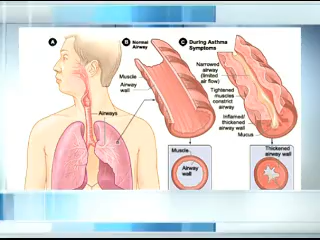 A
B Normal
Airway
C During Asthma
Symptoms
Muscle
Airway
wall
Airways
Narrowed
airway
(limited
air flow)
Tightened
muscles
constrict
airway
Inflamed/
thickened
airway wall
Mucus
Muscle
Airway
wall
Thickened
airway wall